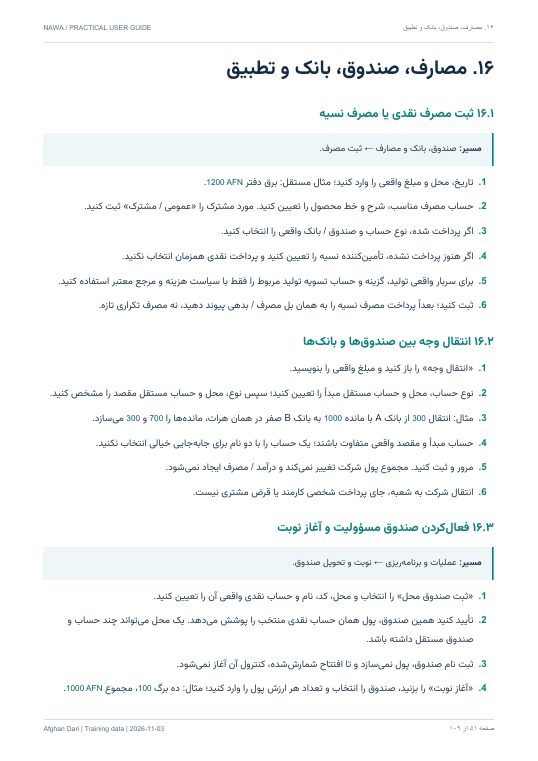 NAWA / PRACTICAL USER GUIDE
۱۶. مصارف، صندوق، بانک و تطبیق
۱۶. مصارف، صندوق، بانک و تطبیق
۱۶.۱ ثبت مصرف نقدی یا مصرف نسیه
مسیر: صندوق، بانک و مصارف ← ثبت مصرف.
1. تاریخ، محل و مبلغ واقعی را وارد کنید؛ مثال مستقل: برق دفتر 1200 AFN.
2. حساب مصرف مناسب، شرح و خط محصول را تعیین کنید. مورد مشترک را «عمومی / مشترک» ثبت کنید.
3. اگر پرداخت شده، نوع حساب و صندوق / بانک واقعی را انتخاب کنید.
4. اگر هنوز پرداخت نشده، تأمین‌کننده نسیه را تعیین کنید و پرداخت نقدی همزمان انتخاب نکنید.
5. برای سربار واقعی تولید، گزینه و حساب تسویه تولید مربوط را فقط با سیاست هزینه و مرجع معتبر استفاده کنید.
6. ثبت کنید؛ بعداً پرداخت مصرف نسیه را به همان بل مصرف / بدهی پیوند دهید، نه مصرف تکراری تازه.
۱۶.۲ انتقال وجه بین صندوق‌ها و بانک‌ها
1. «انتقال وجه» را باز کنید و مبلغ واقعی را بنویسید.
2. نوع حساب، محل و حساب مستقل مبدأ را تعیین کنید؛ سپس نوع، محل و حساب مستقل مقصد را مشخص کنید.
3. مثال: انتقال 300 از بانک A با مانده 1000 به بانک B صفر در همان هرات، مانده‌ها را 700 و 300 می‌سازد.
4. حساب مبدأ و مقصد واقعی متفاوت باشند؛ یک حساب را با دو نام برای جابه‌جایی خیالی انتخاب نکنید.
5. مرور و ثبت کنید. مجموع پول شرکت تغییر نمی‌کند و درآمد / مصرف ایجاد نمی‌شود.
6. انتقال شرکت به شعبه، جای پرداخت شخصی کارمند یا قرض مشتری نیست.
۱۶.۳ فعال‌کردن صندوق مسؤولیت و آغاز نوبت
مسیر: عملیات و برنامه‌ریزی ← نوبت و تحویل صندوق.
1. «ثبت صندوق محل» را انتخاب و محل، کد، نام و حساب نقدی واقعی آن را تعیین کنید.
2. تأیید کنید همین صندوق، پول همان حساب نقدی منتخب را پوشش می‌دهد. یک محل می‌تواند چند حساب و
صندوق مستقل داشته باشد.
3. ثبت نام صندوق، پول نمی‌سازد و تا افتتاح شمارش‌شده، کنترول آن آغاز نمی‌شود.
4. «آغاز نوبت» را بزنید، صندوق را انتخاب و تعداد هر ارزش پول را وارد کنید؛ مثال: ده برگ 100، مجموع 1000 AFN.
Afghan Dari | Training data | 2026-11-03
صفحه ۵۱ از ۱۰۹